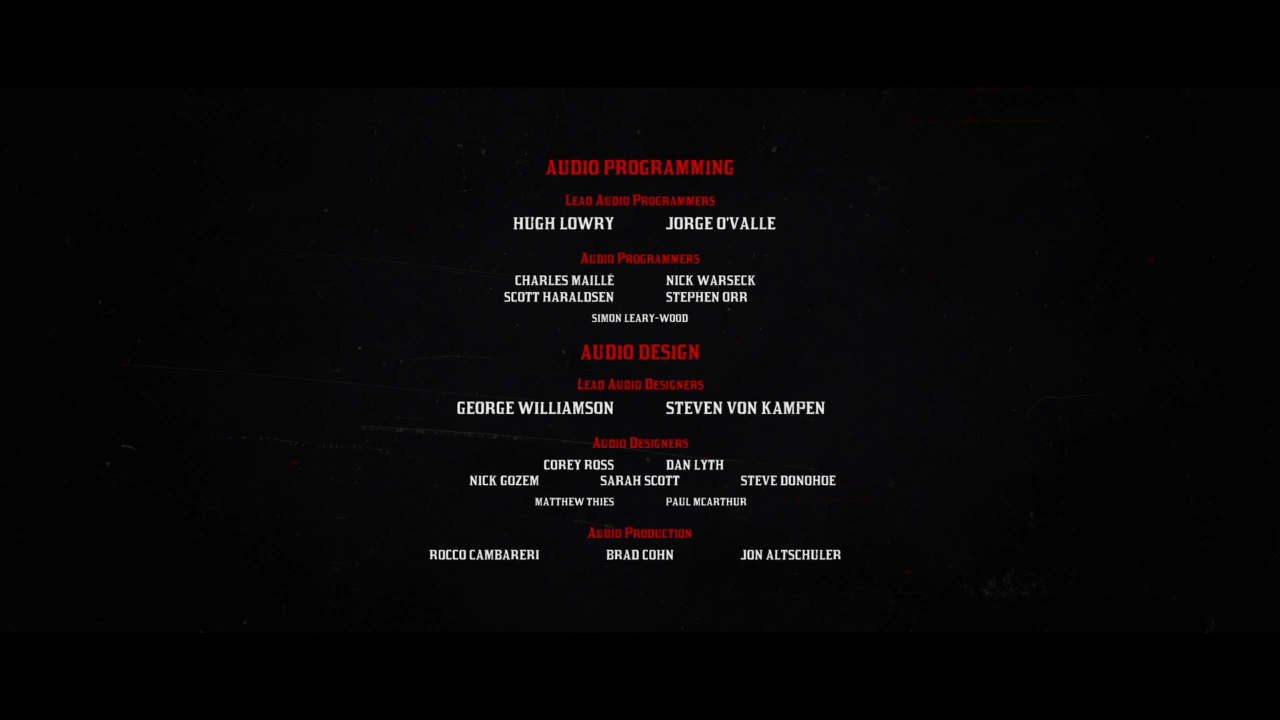 AUDIO PROGRAMMING
LEAD AUDIO PROGRAMMERS
HUGH LOWRY JORGE O'VALLE
AUDIO PROGRAMMERS
CHARLES MAILLÉ NICK WARSECK
SCOTT HARALDSEN STEPHEN ORR
SIMON LEARY-WOOD
AUDIO DESIGN
LEAD AUDIO DESIGNERS
GEORGE WILLIAMSON STEVEN VON KAMPEN
AUDIO DESIGNERS
COREY ROSS DAN LYTH
NICK GOZEM SARAH SCOTT STEVE DONOHOE
MATTHEW THIES PAUL MCARTHUR
AUDIO PRODUCTION
ROCCO CAMBARERI BRAD COHN JON ALTSCHULER